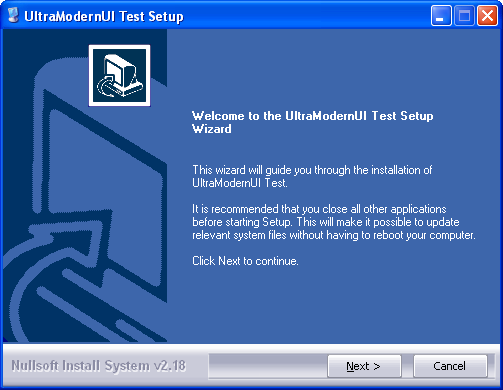 UltraModernUI Test Setup
Welcome to the UltraModernUI Test Setup
Wizard
This wizard will guide you through the installation of
UltraModernUI Test.
It is recommended that you close all other applications
before starting Setup. This will make it possible to update
relevant system files without having to reboot your computer.
Click Next to continue.
Nullsoft Install System v2.18
Next >
Cancel